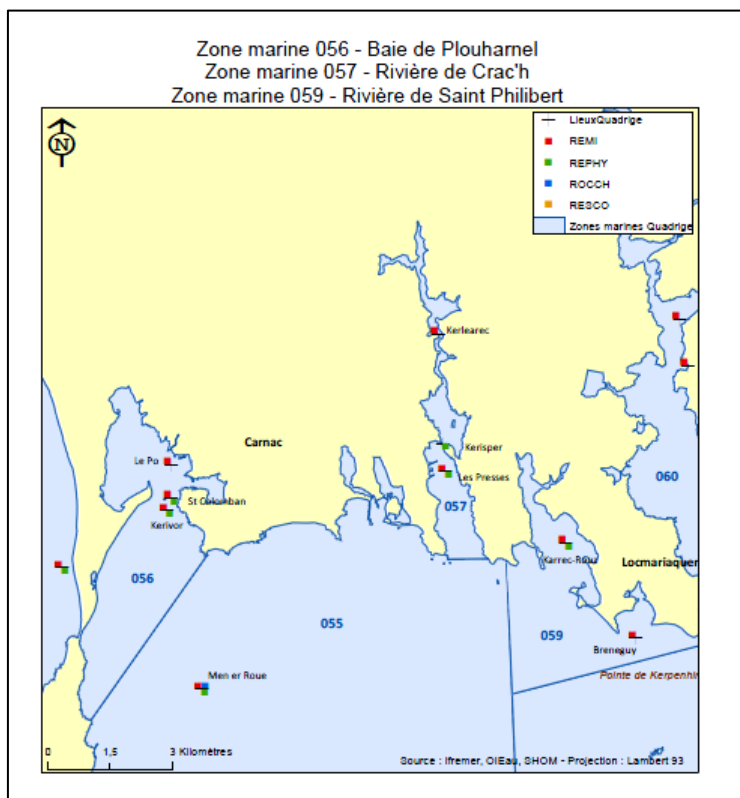 Zone marine 056 - Baie de Plouharnel
Zone marine 057 - Rivière de Crac'h
Zone marine 059 - Rivière de Saint Philibert
N
LieuxQuadrige
REMI
REPHY
ROCCH
RESCO
Zones marines Quadrige
Kerlearec
Carnac
Kerisper
Le Po
Les Presses
060
St Colomban
057
Kerivor
Karrec-Rouz
Locmariaquer
056
055
059
Breneguy
Men er Roue
Pointe de Kerpenhir
0 1,5 3 Kilomètres
Source : Ifremer, OIEau, SHOM - Projection : Lambert 93